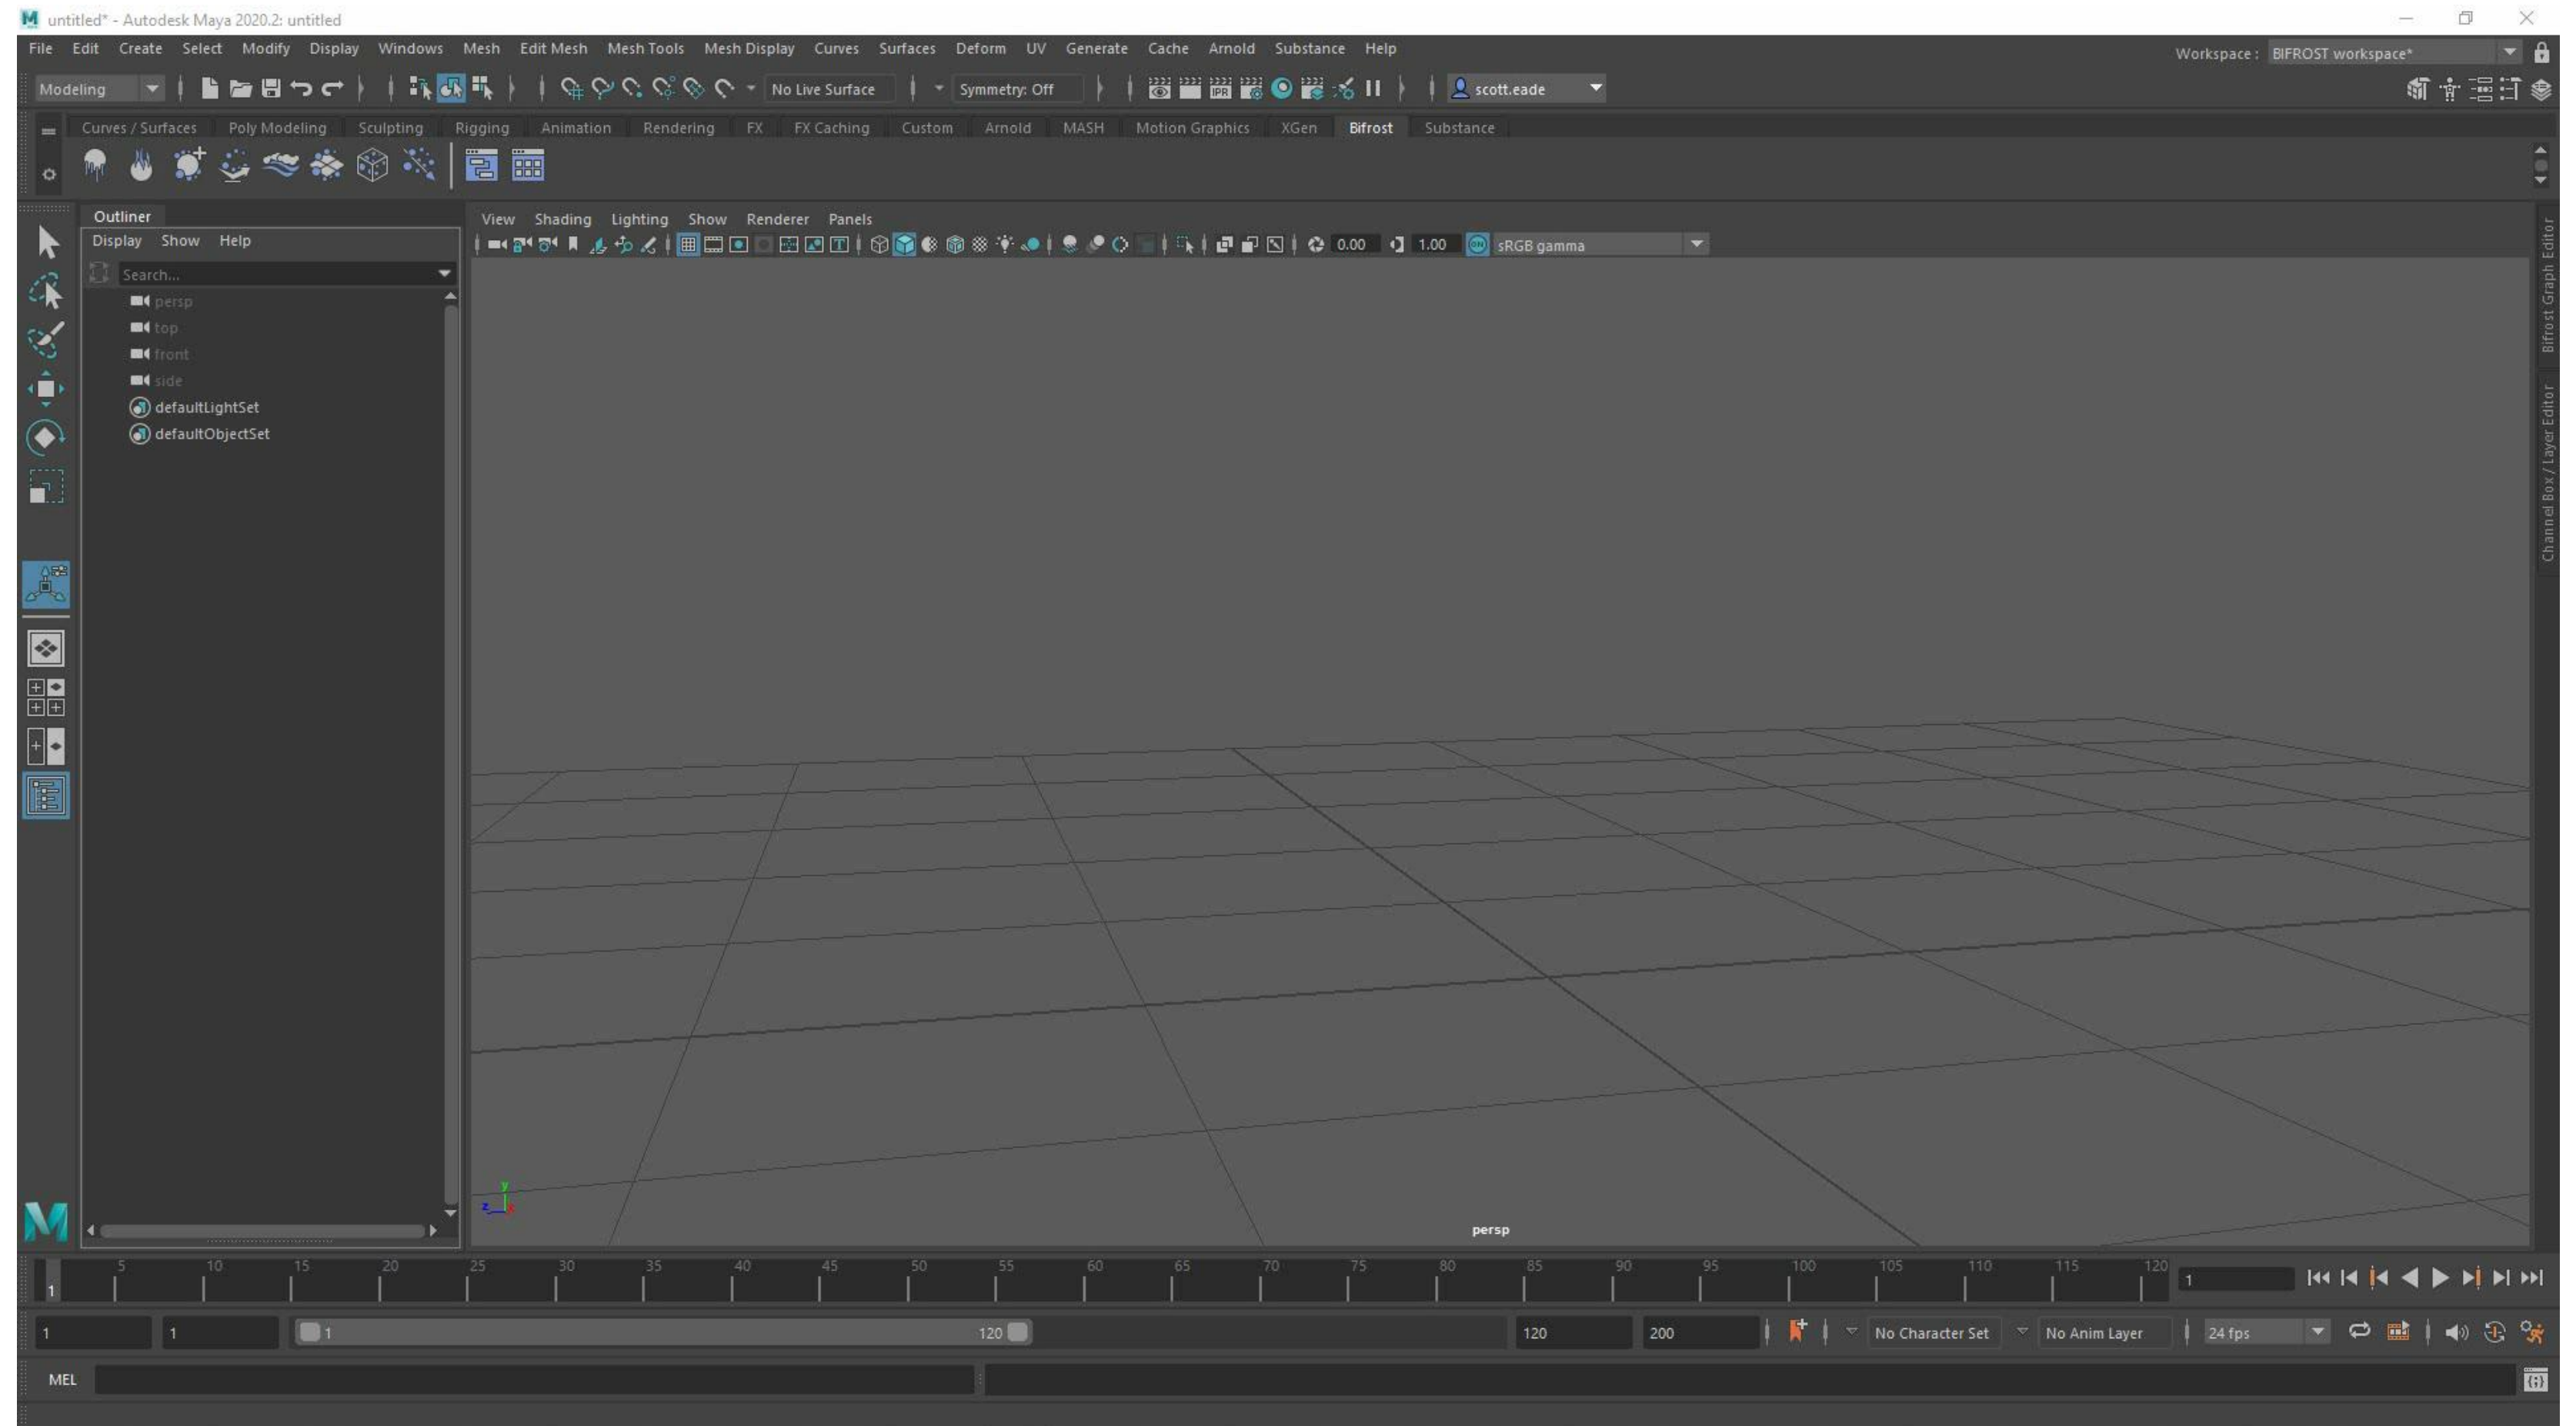 untitled* - Autodesk Maya 2020.2: untitled
File Edit Create Select Modify Display Windows Mesh Edit Mesh Mesh Tools Mesh Display Curves Surfaces Deform UV Generate Cache Arnold Substance Help
Workspace: BIFROST workspace*
Modeling No Live Surface Symmetry: Off IPR scott.eade
Curves / Surfaces Poly Modeling Sculpting Rigging Animation Rendering FX FX Caching Custom Arnold MASH Motion Graphics XGen Bifrost Substance
Outliner
Display Show Help
Search...
persp
top
front
side
defaultLightSet
defaultObjectSet
View Shading Lighting Show Renderer Panels
0.00 1.00 ON sRGB gamma
Bifrost Graph Editor
Channel Box / Layer Editor
y
z x
persp
5 10 15 20 25 30 35 40 45 50 55 60 65 70 75 80 85 90 95 100 105 110 115 120
1 1
1 1 1 120 120 200 No Character Set No Anim Layer 24 fps
MEL